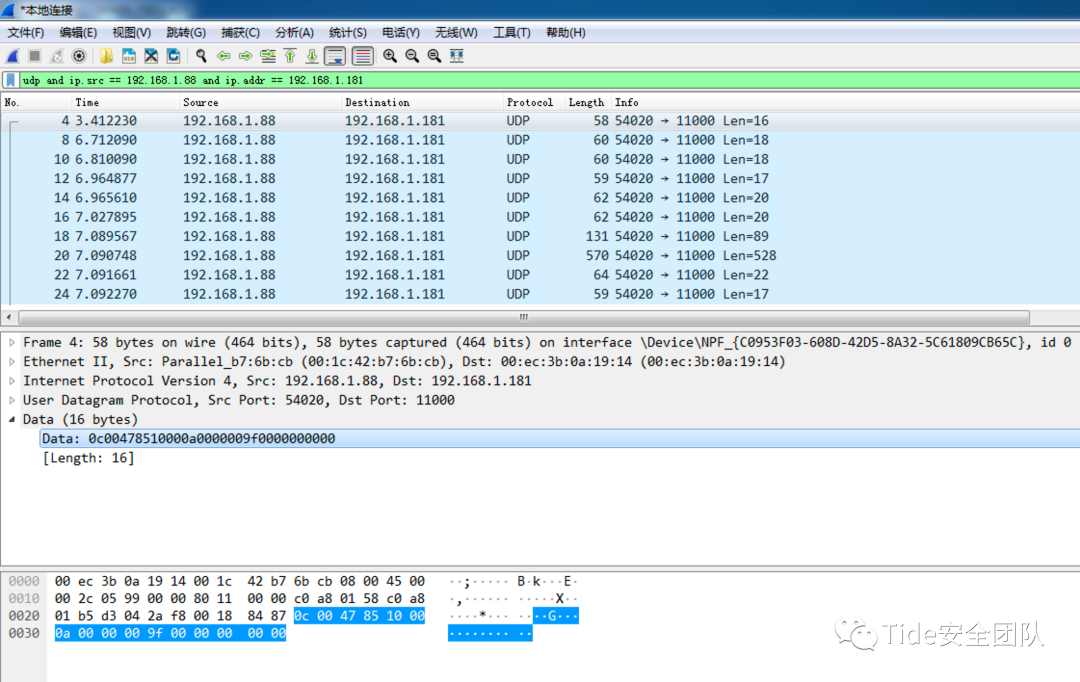 *本地连接
文件(F) 编辑(E) 视图(V) 跳转(G) 捕获(C) 分析(A) 统计(S) 电话(Y) 无线(W) 工具(T) 帮助(H)
udp and ip.src == 192.168.1.88 and ip.addr == 192.168.1.181
No. Time Source Destination Protocol Length Info
4 3.412230 192.168.1.88 192.168.1.181 UDP 58 54020 → 11000 Len=16
8 6.712090 192.168.1.88 192.168.1.181 UDP 60 54020 → 11000 Len=18
10 6.810090 192.168.1.88 192.168.1.181 UDP 60 54020 → 11000 Len=18
12 6.964877 192.168.1.88 192.168.1.181 UDP 59 54020 → 11000 Len=17
14 6.965610 192.168.1.88 192.168.1.181 UDP 62 54020 → 11000 Len=20
16 7.027895 192.168.1.88 192.168.1.181 UDP 62 54020 → 11000 Len=20
18 7.089567 192.168.1.88 192.168.1.181 UDP 131 54020 → 11000 Len=89
20 7.090748 192.168.1.88 192.168.1.181 UDP 570 54020 → 11000 Len=528
22 7.091661 192.168.1.88 192.168.1.181 UDP 64 54020 → 11000 Len=22
24 7.092270 192.168.1.88 192.168.1.181 UDP 59 54020 → 11000 Len=17
Frame 4: 58 bytes on wire (464 bits), 58 bytes captured (464 bits) on interface \Device\NPF_{C0953F03-608D-42D5-8A32-5C61809CB65C}, id 0
Ethernet II, Src: Parallel_b7:6b:cb (00:1c:42:b7:6b:cb), Dst: 00:ec:3b:0a:19:14 (00:ec:3b:0a:19:14)
Internet Protocol Version 4, Src: 192.168.1.88, Dst: 192.168.1.181
User Datagram Protocol, Src Port: 54020, Dst Port: 11000
Data (16 bytes)
Data: 0c00478510000a0000009f0000000000
[Length: 16]
0000 00 ec 3b 0a 19 14 00 1c 42 b7 6b cb 08 00 45 00 ··;····· B·k···E·
0010 00 2c 05 99 00 00 80 11 00 00 c0 a8 01 58 c0 a8 ·,······ ·····X··
0020 01 b5 d3 04 2a f8 00 18 84 87 0c 00 47 85 10 00 ····*··· ····G···
0030 0a 00 00 00 9f 00 00 00 00 00 ········ ··
Tide安全团队